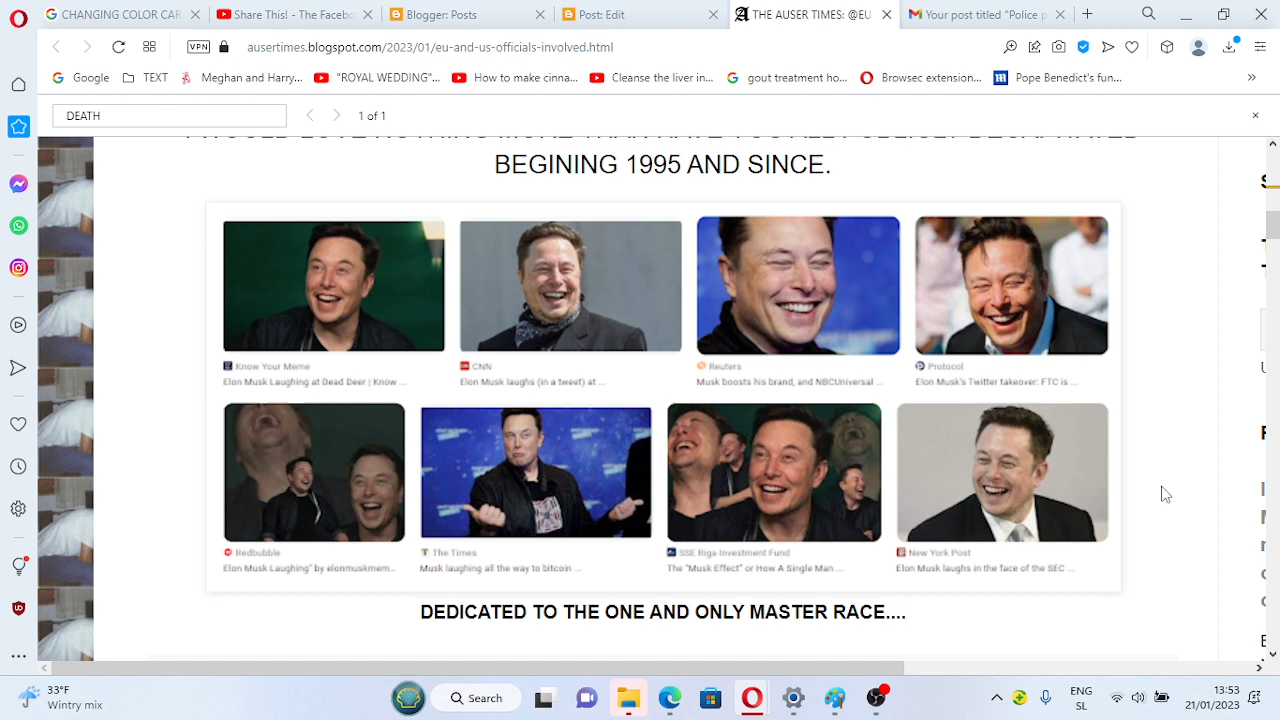 CHANGING COLOR CAR
Share This! - The Facebo
Blogger: Posts
Post: Edit
THE AUSER TIMES: @EU
Your post titled "Police p
VPN
ausertimes.blogspot.com/2023/01/eu-and-us-officials-involved.html
Google
TEXT
Meghan and Harry...
"ROYAL WEDDING"...
How to make cinna...
Cleanse the liver in...
gout treatment ho...
Browsec extension...
Pope Benedict's fun...
DEATH
1 of 1
BEGINING 1995 AND SINCE.
Know Your Meme
CNN
Reuters
Protocol
Elon Musk Laughing at Dead Deer | Know ...
Elon Musk laughs (in a tweet) at ...
Musk boosts his brand, and NBCUniversal ...
Elon Musk's Twitter takeover: FTC is ...
Redbubble
The Times
SSE Riga Investment Fund
New York Post
Elon Musk Laughing" by elonmuskmem...
Musk laughing all the way to bitcoin ...
The "Musk Effect" or How A Single Man ...
Elon Musk laughs in the face of the SEC ...
DEDICATED TO THE ONE AND ONLY MASTER RACE....
33°F
Wintry mix
Search
ENG
SL
13:53
21/01/2023